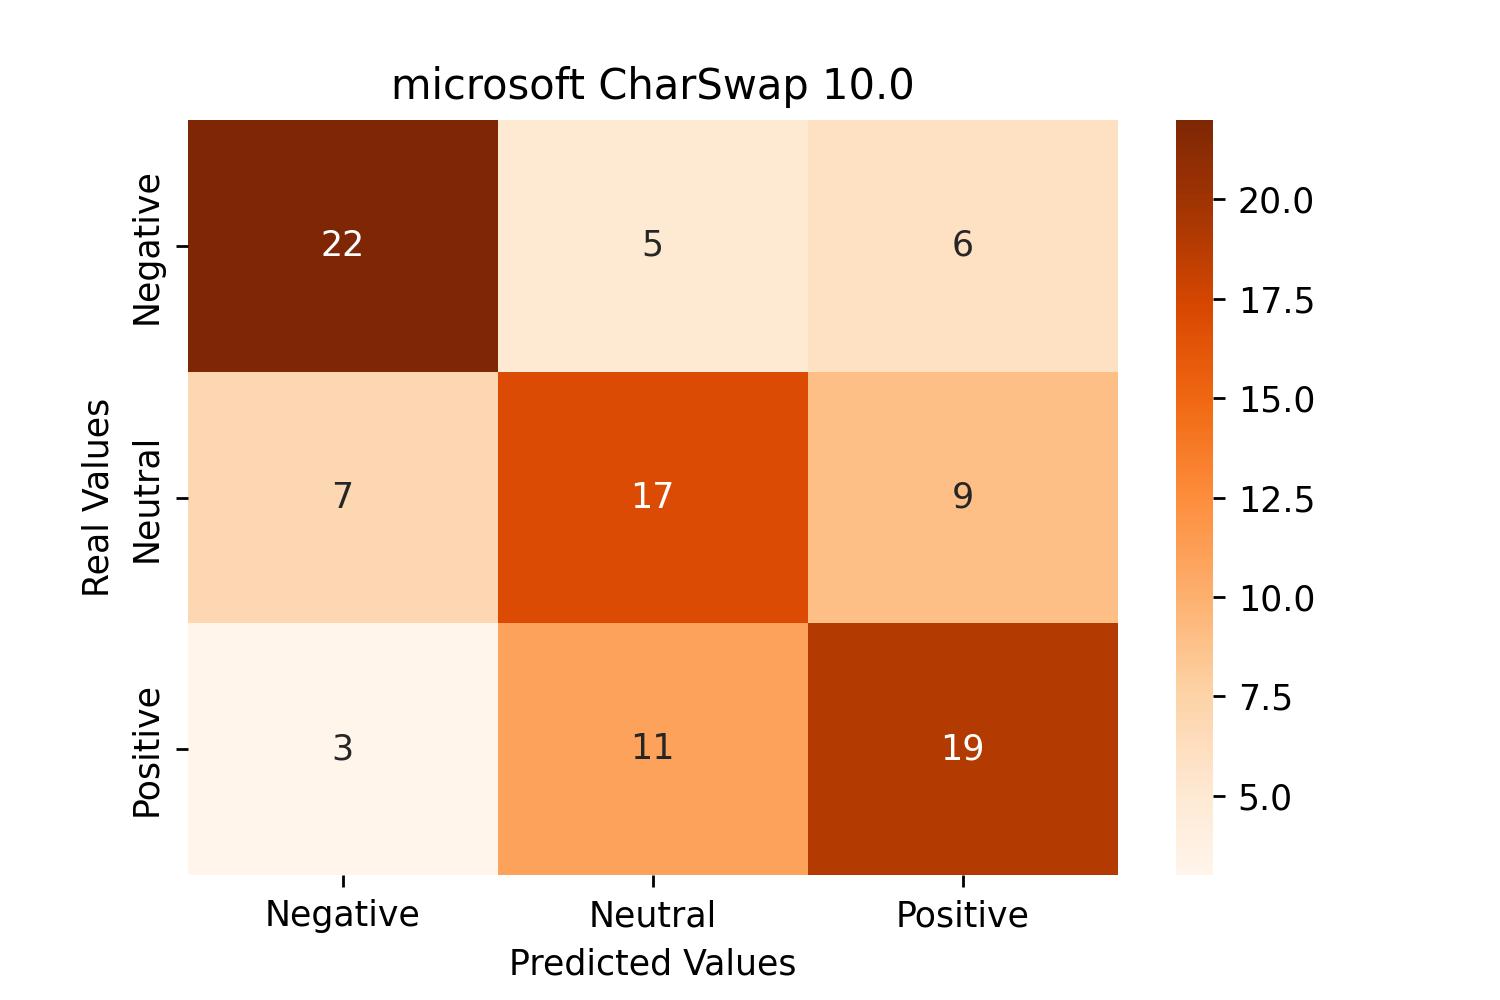 microsoft CharSwap 10.0
Real Values
Negative
22 5 6
Neutral
7 17 9
Positive
3 11 19
Negative Neutral Positive
Predicted Values
20.0
17.5
15.0
12.5
10.0
7.5
5.0